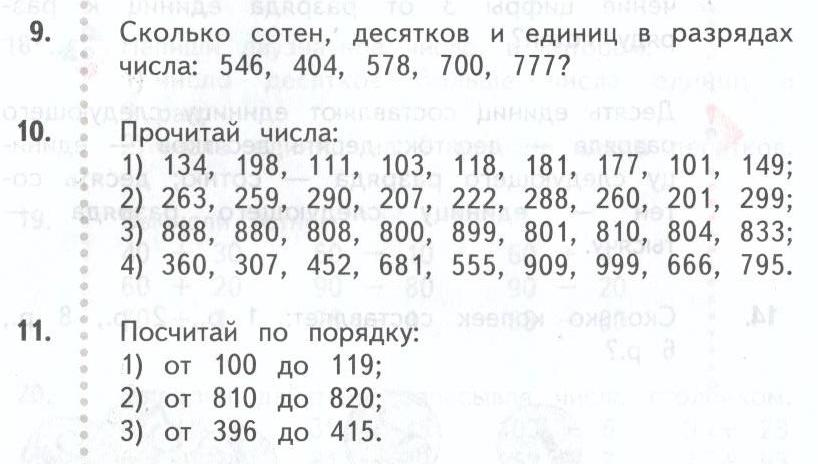 9. Сколько сотен, десятков и единиц в разрядах
числа: 546, 404, 578, 700, 777?
10. Прочитай числа:
1) 134, 198, 111, 103, 118, 181, 177, 101, 149;
2) 263, 259, 290, 207, 222, 288, 260, 201, 299;
3) 888, 880, 808, 800, 899, 801, 810, 804, 833;
4) 360, 307, 452, 681, 555, 909, 999, 666, 795.
11. Посчитай по порядку:
1) от 100 до 119;
2) от 810 до 820;
3) от 396 до 415.